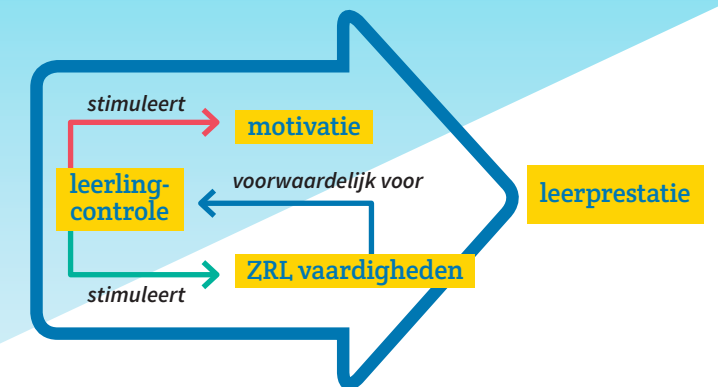 stimuleert
motivatie
leerling-
controle
voorwaardelijk voor
leerprestatie
ZRL vaardigheden
stimuleert